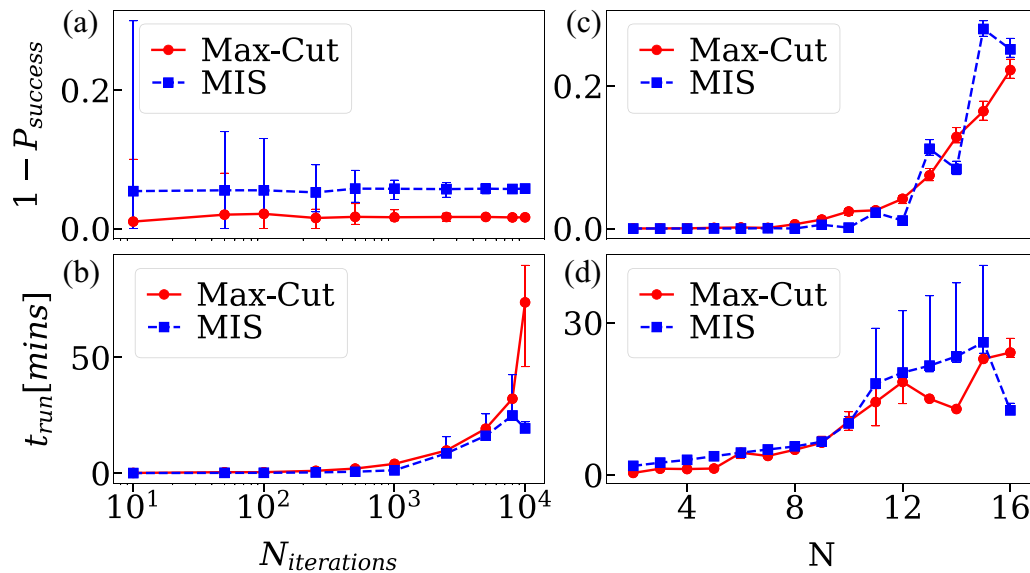 (a)
Max-Cut
MIS
0.2
0.0
1 − P_success
(c)
Max-Cut
MIS
0.2
0.0
(b)
Max-Cut
MIS
50
0
t_run[mins]
10^1
10^2
10^3
10^4
N_iterations
(d)
Max-Cut
MIS
30
0
4
8
12
16
N